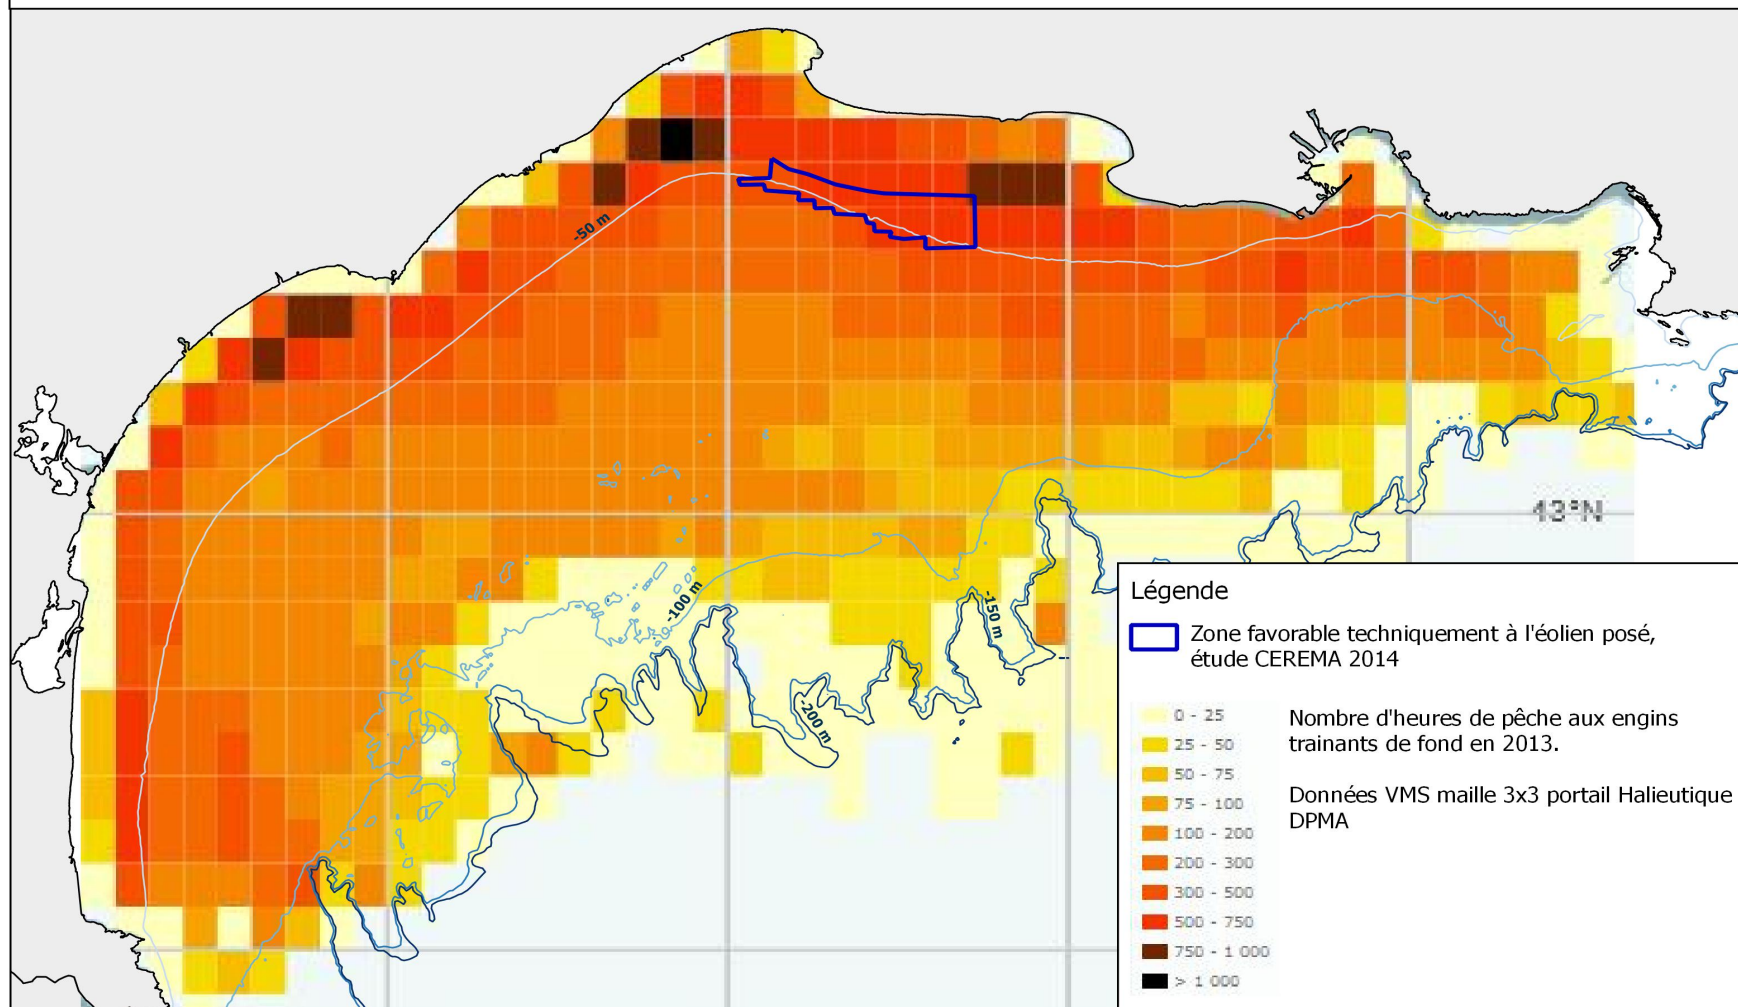 -50 m
43°N
-100 m
-150 m
-200 m
Légende
Zone favorable techniquement à l'éolien posé,
étude CEREMA 2014
0 - 25
25 - 50
50 - 75
75 - 100
100 - 200
200 - 300
300 - 500
500 - 750
750 - 1 000
> 1 000
Nombre d'heures de pêche aux engins
trainants de fond en 2013.
Données VMS maille 3x3 portail Halieutique
DPMA